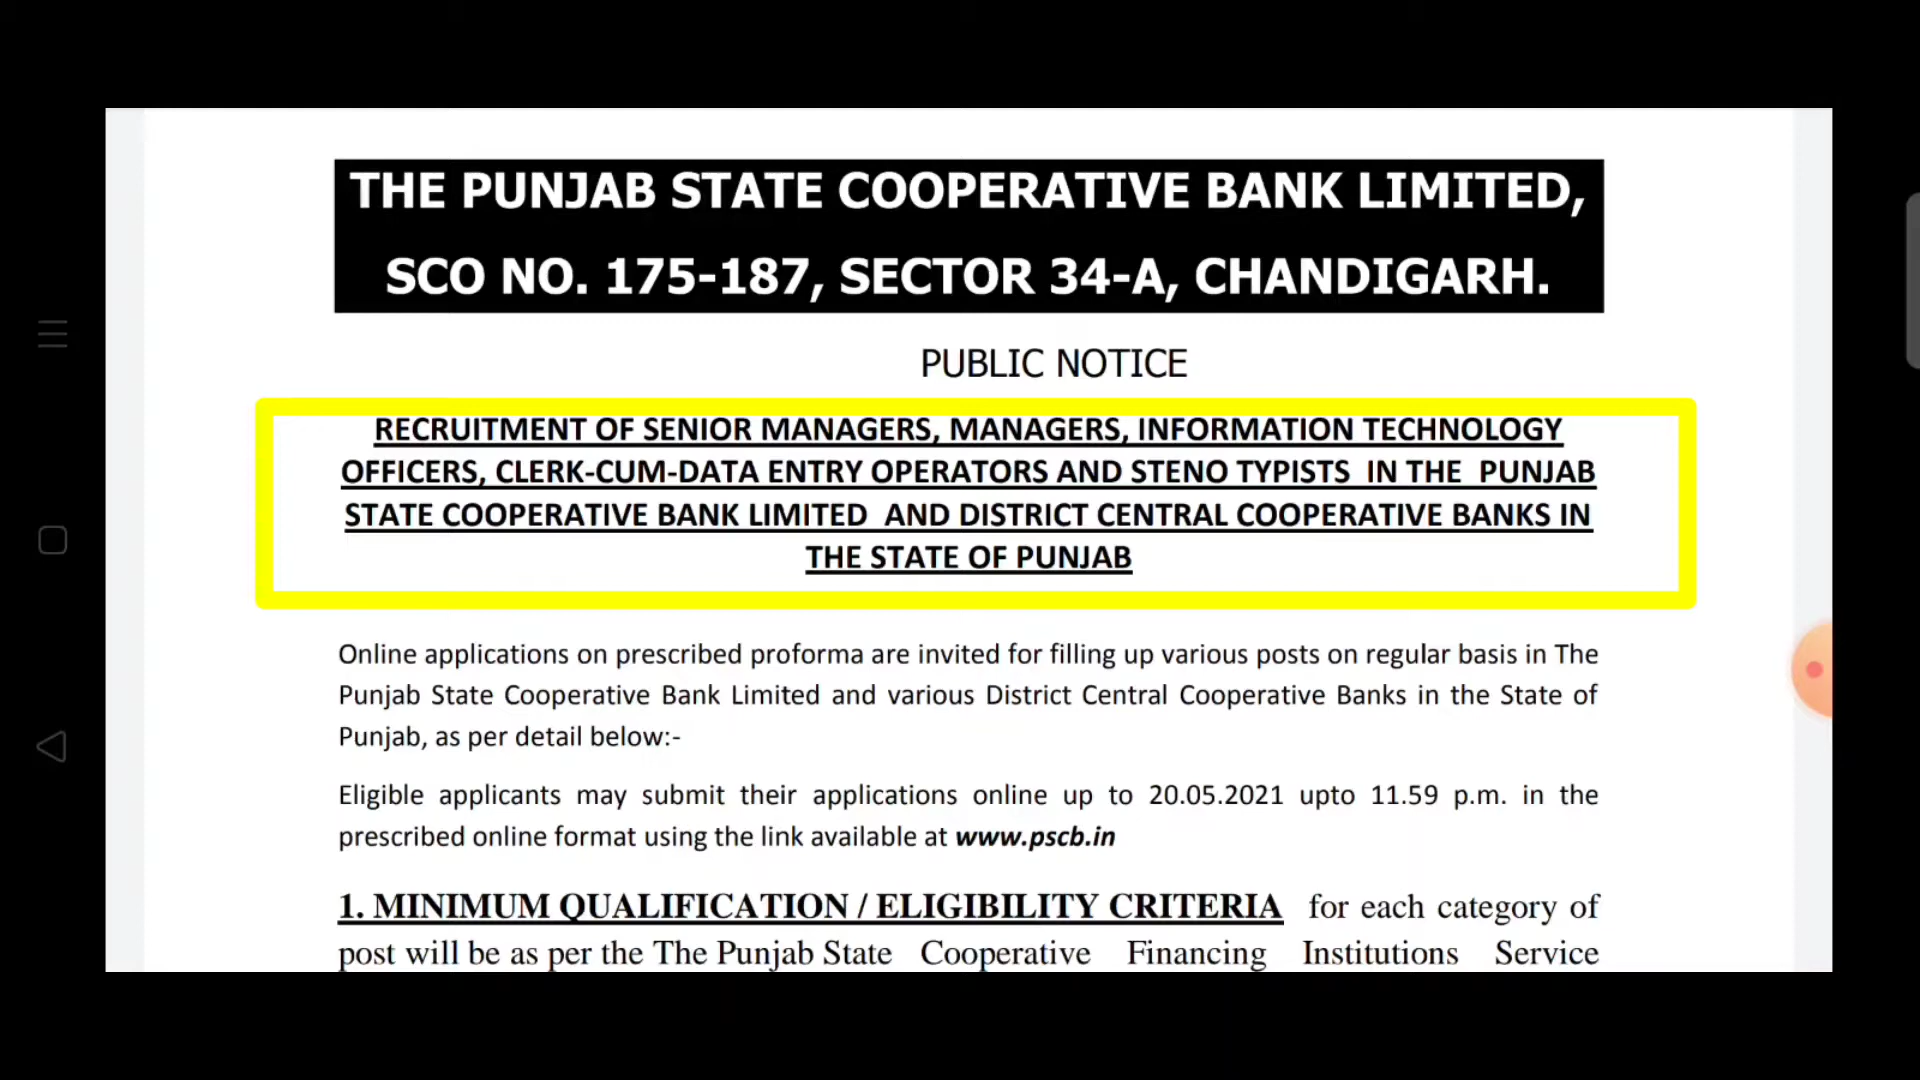 THE PUNJAB STATE COOPERATIVE BANK LIMITED,
SCO NO. 175-187, SECTOR 34-A, CHANDIGARH.
PUBLIC NOTICE
RECRUITMENT OF SENIOR MANAGERS, MANAGERS, INFORMATION TECHNOLOGY
OFFICERS, CLERK-CUM-DATA ENTRY OPERATORS AND STENO TYPISTS IN THE PUNJAB
STATE COOPERATIVE BANK LIMITED AND DISTRICT CENTRAL COOPERATIVE BANKS IN
THE STATE OF PUNJAB
Online applications on prescribed proforma are invited for filling up various posts on regular basis in The
Punjab State Cooperative Bank Limited and various District Central Cooperative Banks in the State of
Punjab, as per detail below:-
Eligible applicants may submit their applications online up to 20.05.2021 upto 11.59 p.m. in the
prescribed online format using the link available at www.pscb.in
1. MINIMUM QUALIFICATION / ELIGIBILITY CRITERIA for each category of
post will be as per the The Punjab State Cooperative Financing Institutions Service